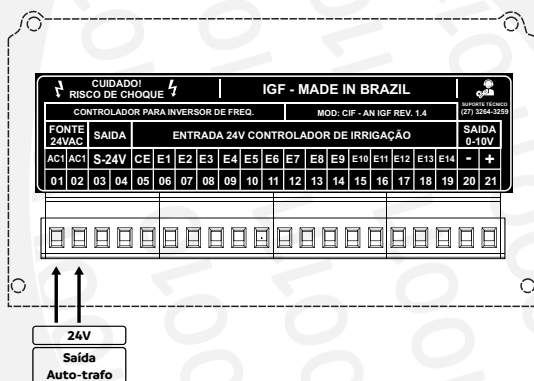 CUIDADO!
RISCO DE CHOQUE
IGF - MADE IN BRAZIL
SUPORTE TÉCNICO
(27) 3264-3259
CONTROLADOR PARA INVERSOR DE FREQ.
MOD: CIF - AN IGF REV. 1.4
FONTE
24VAC
SAIDA
ENTRADA 24V CONTROLADOR DE IRRIGAÇÃO
SAIDA
0-10V
AC1 AC1 S-24V CE E1 E2 E3 E4 E5 E6 E7 E8 E9 E10 E11 E12 E13 E14 - +
01 02 03 04 05 06 07 08 09 10 11 12 13 14 15 16 17 18 19 20 21
24V
Saída
Auto-trafo